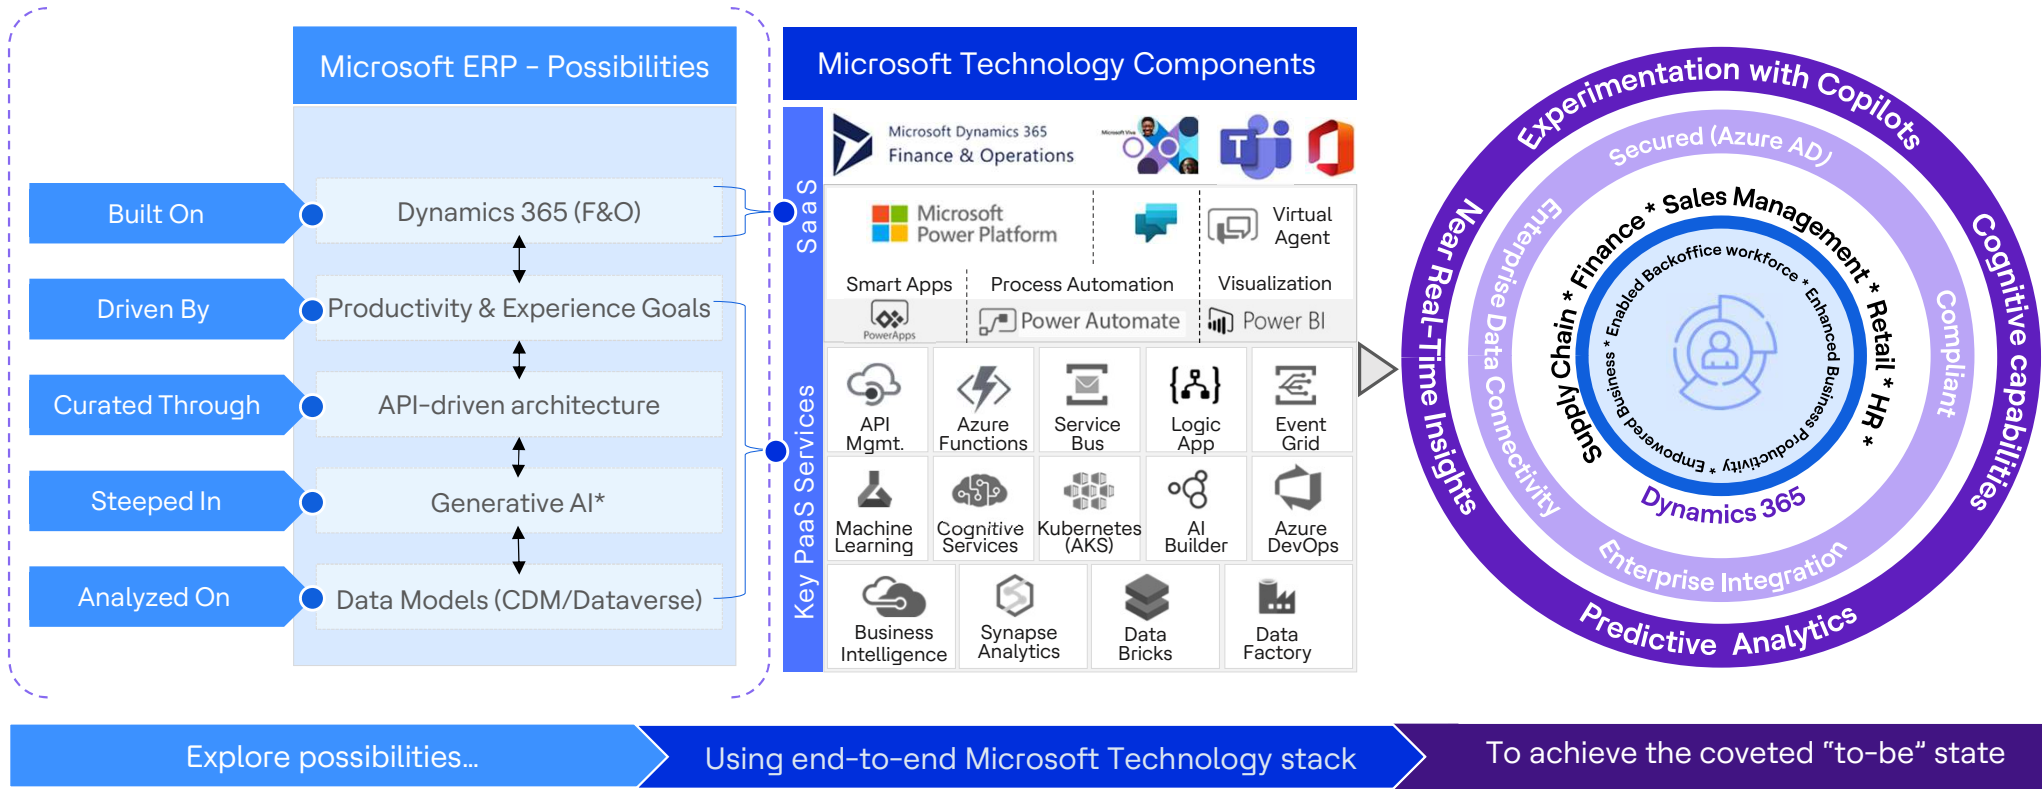 Microsoft ERP - Possibilities
Built On
Dynamics 365 (F&O)
Driven By
Productivity & Experience Goals
Curated Through
API-driven architecture
Steeped In
Generative AI*
Analyzed On
Data Models (CDM/Dataverse)
Microsoft Technology Components
SaaS
Key PaaS Services
Microsoft Dynamics 365
Finance & Operations
Microsoft Viva
T
Microsoft
Power Platform
Virtual
Agent
Smart Apps
Process Automation
Visualization
PowerApps
Power Automate
Power BI
API
Mgmt.
Azure
Functions
Service
Bus
Logic
App
Event
Grid
Machine
Learning
Cognitive
Services
Kubernetes
(AKS)
AI
Builder
Azure
DevOps
Business
Intelligence
Synapse
Analytics
Data
Bricks
Data
Factory
Experimentation with Copilots
Cognitive capabilities
Predictive Analytics
Near Real-Time Insights
Secured (Azure AD)
Compliant
Enterprise Integration
Enterprise Data Connectivity
Supply Chain * Finance * Sales Management * Retail * HR *
Dynamics 365
Empowered Business * Enabled Backoffice workforce * Enhanced Business Productivity *
Explore possibilities...
Using end-to-end Microsoft Technology stack
To achieve the coveted “to-be” state